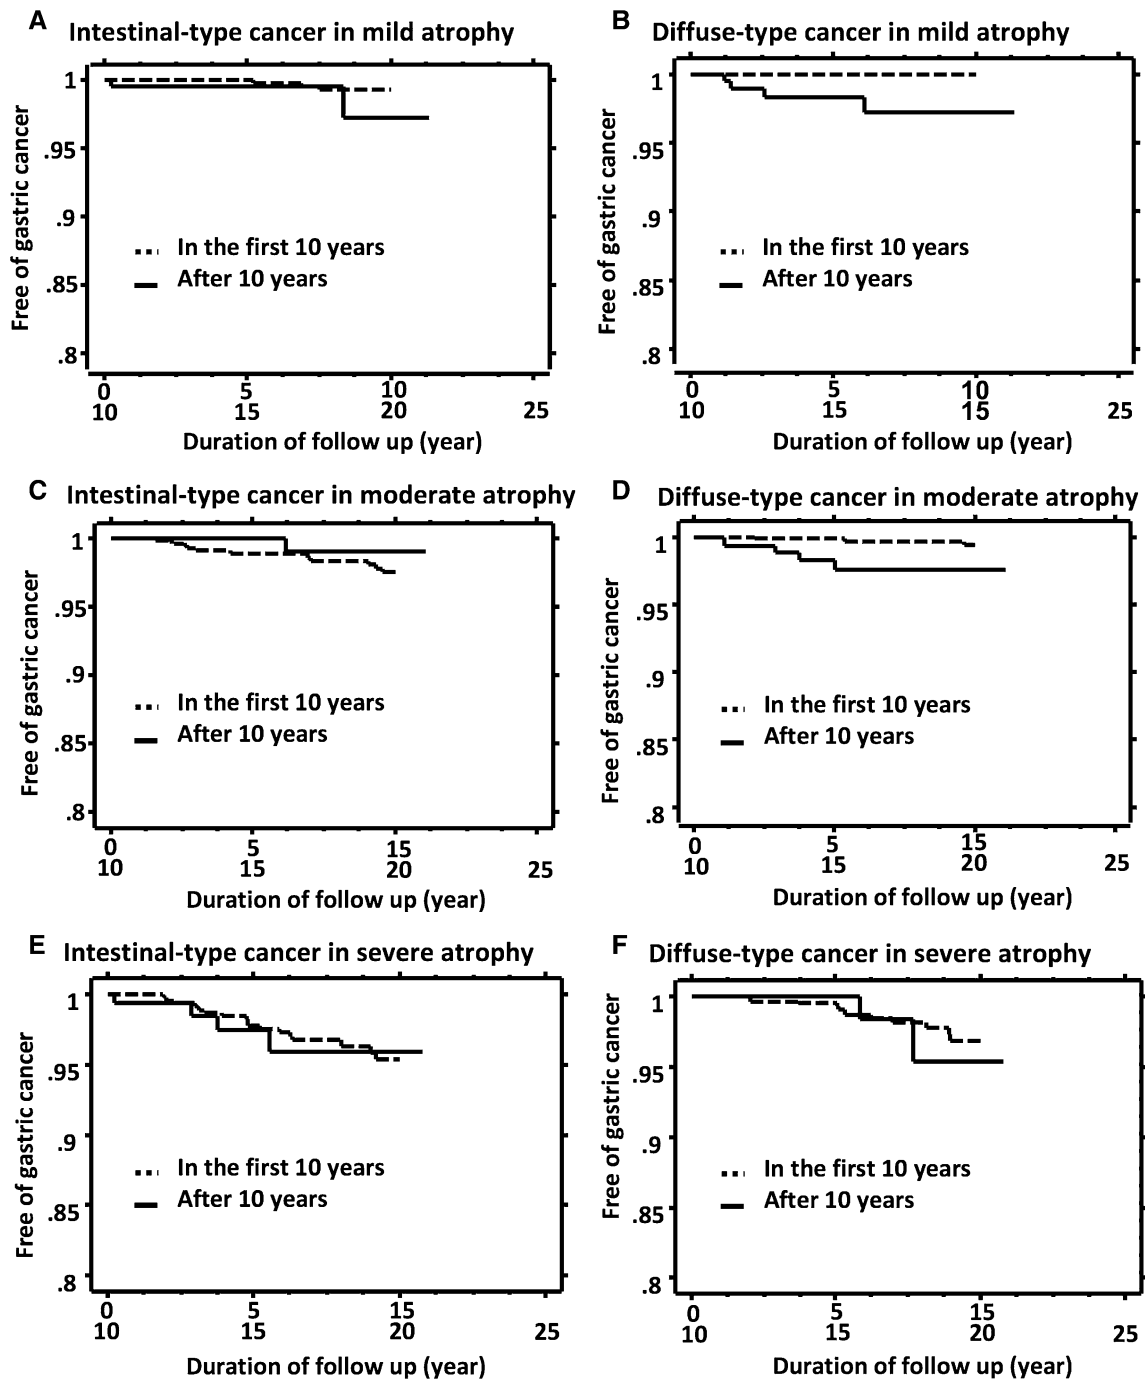 A Intestinal-type cancer in mild atrophy
Free of gastric cancer
1
.95
.9
.85
.8
In the first 10 years
After 10 years
0 5 10
10 15 20 25
Duration of follow up (year)
B Diffuse-type cancer in mild atrophy
Free of gastric cancer
1
.95
.9
.85
.8
In the first 10 years
After 10 years
0 5 10
10 15 15 25
Duration of follow up (year)
C Intestinal-type cancer in moderate atrophy
Free of gastric cancer
1
.95
.9
.85
.8
In the first 10 years
After 10 years
0 5 15
10 15 20 25
Duration of follow up (year)
D Diffuse-type cancer in moderate atrophy
Free of gastric cancer
1
.95
.9
.85
.8
In the first 10 years
After 10 years
0 5 15
10 15 20 25
Duration of follow up (year)
E Intestinal-type cancer in severe atrophy
Free of gastric cancer
1
.95
.9
.85
.8
In the first 10 years
After 10 years
0 5 15
10 15 20 25
Duration of follow up (year)
F Diffuse-type cancer in severe atrophy
Free of gastric cancer
1
.95
.9
.85
.8
In the first 10 years
After 10 years
0 5 15
10 15 20 25
Duration of follow up (year)